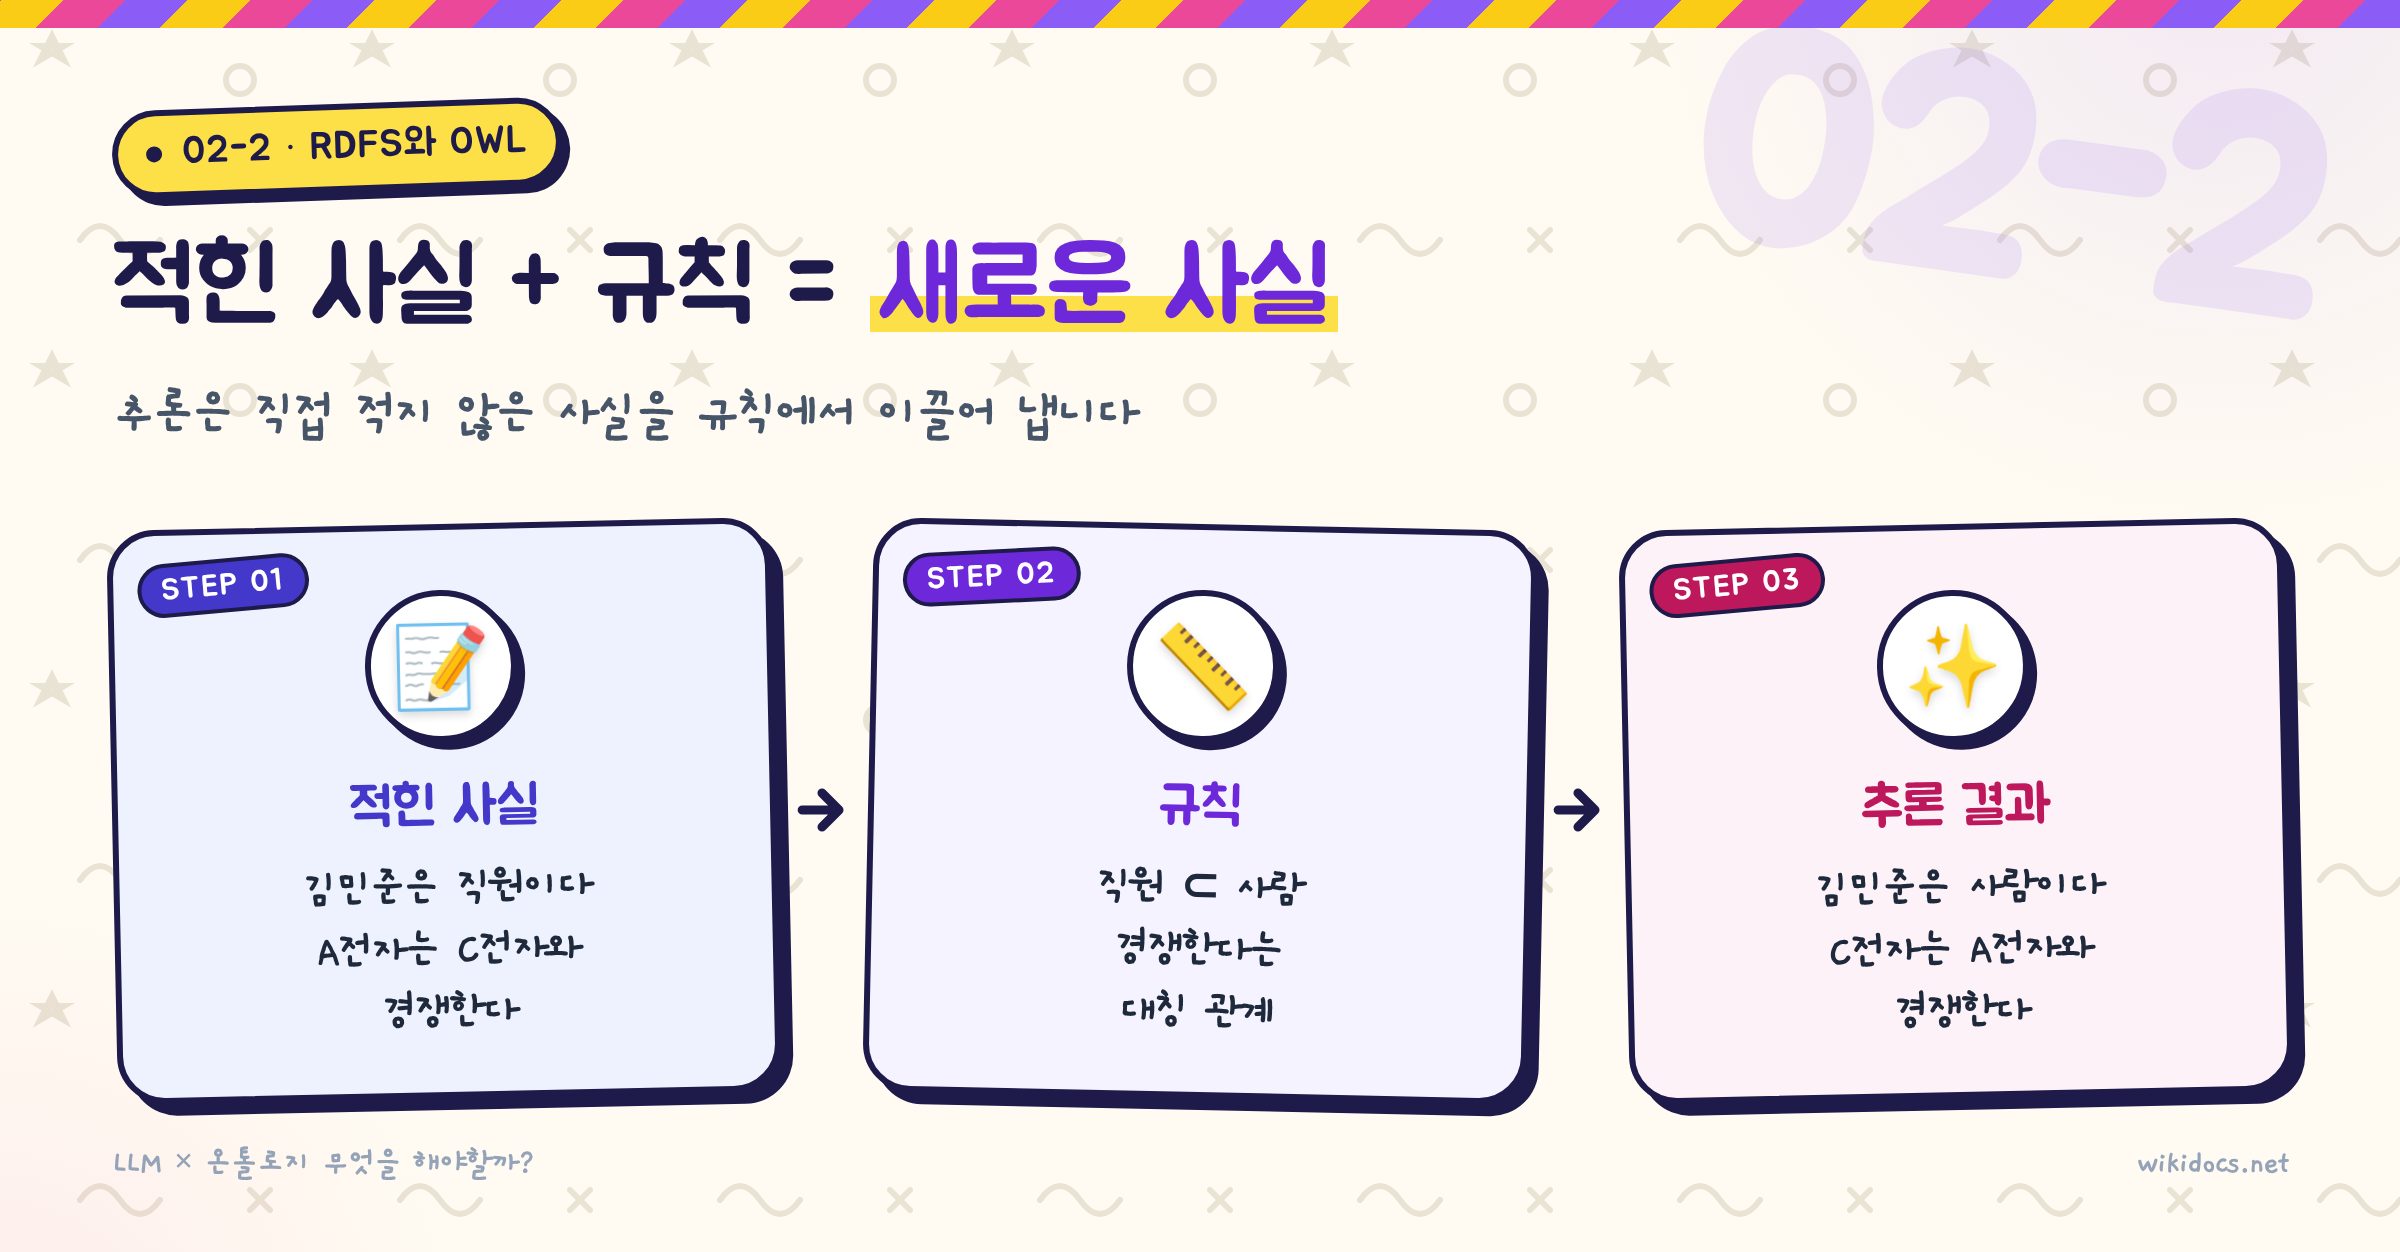 02-2
02-2 · RDFS와 OWL
적힌 사실 + 규칙 = 새로운 사실
추론은 직접 적지 않은 사실을 규칙에서 이끌어 냅니다
STEP 01
적힌 사실
김민준은 직원이다
A전자는 C전자와
경쟁한다
→
STEP 02
규칙
직원 ⊂ 사람
경쟁한다는
대칭 관계
→
STEP 03
추론 결과
김민준은 사람이다
C전자는 A전자와
경쟁한다
LLM × 온톨로지 무엇을 해야할까?
wikidocs.net